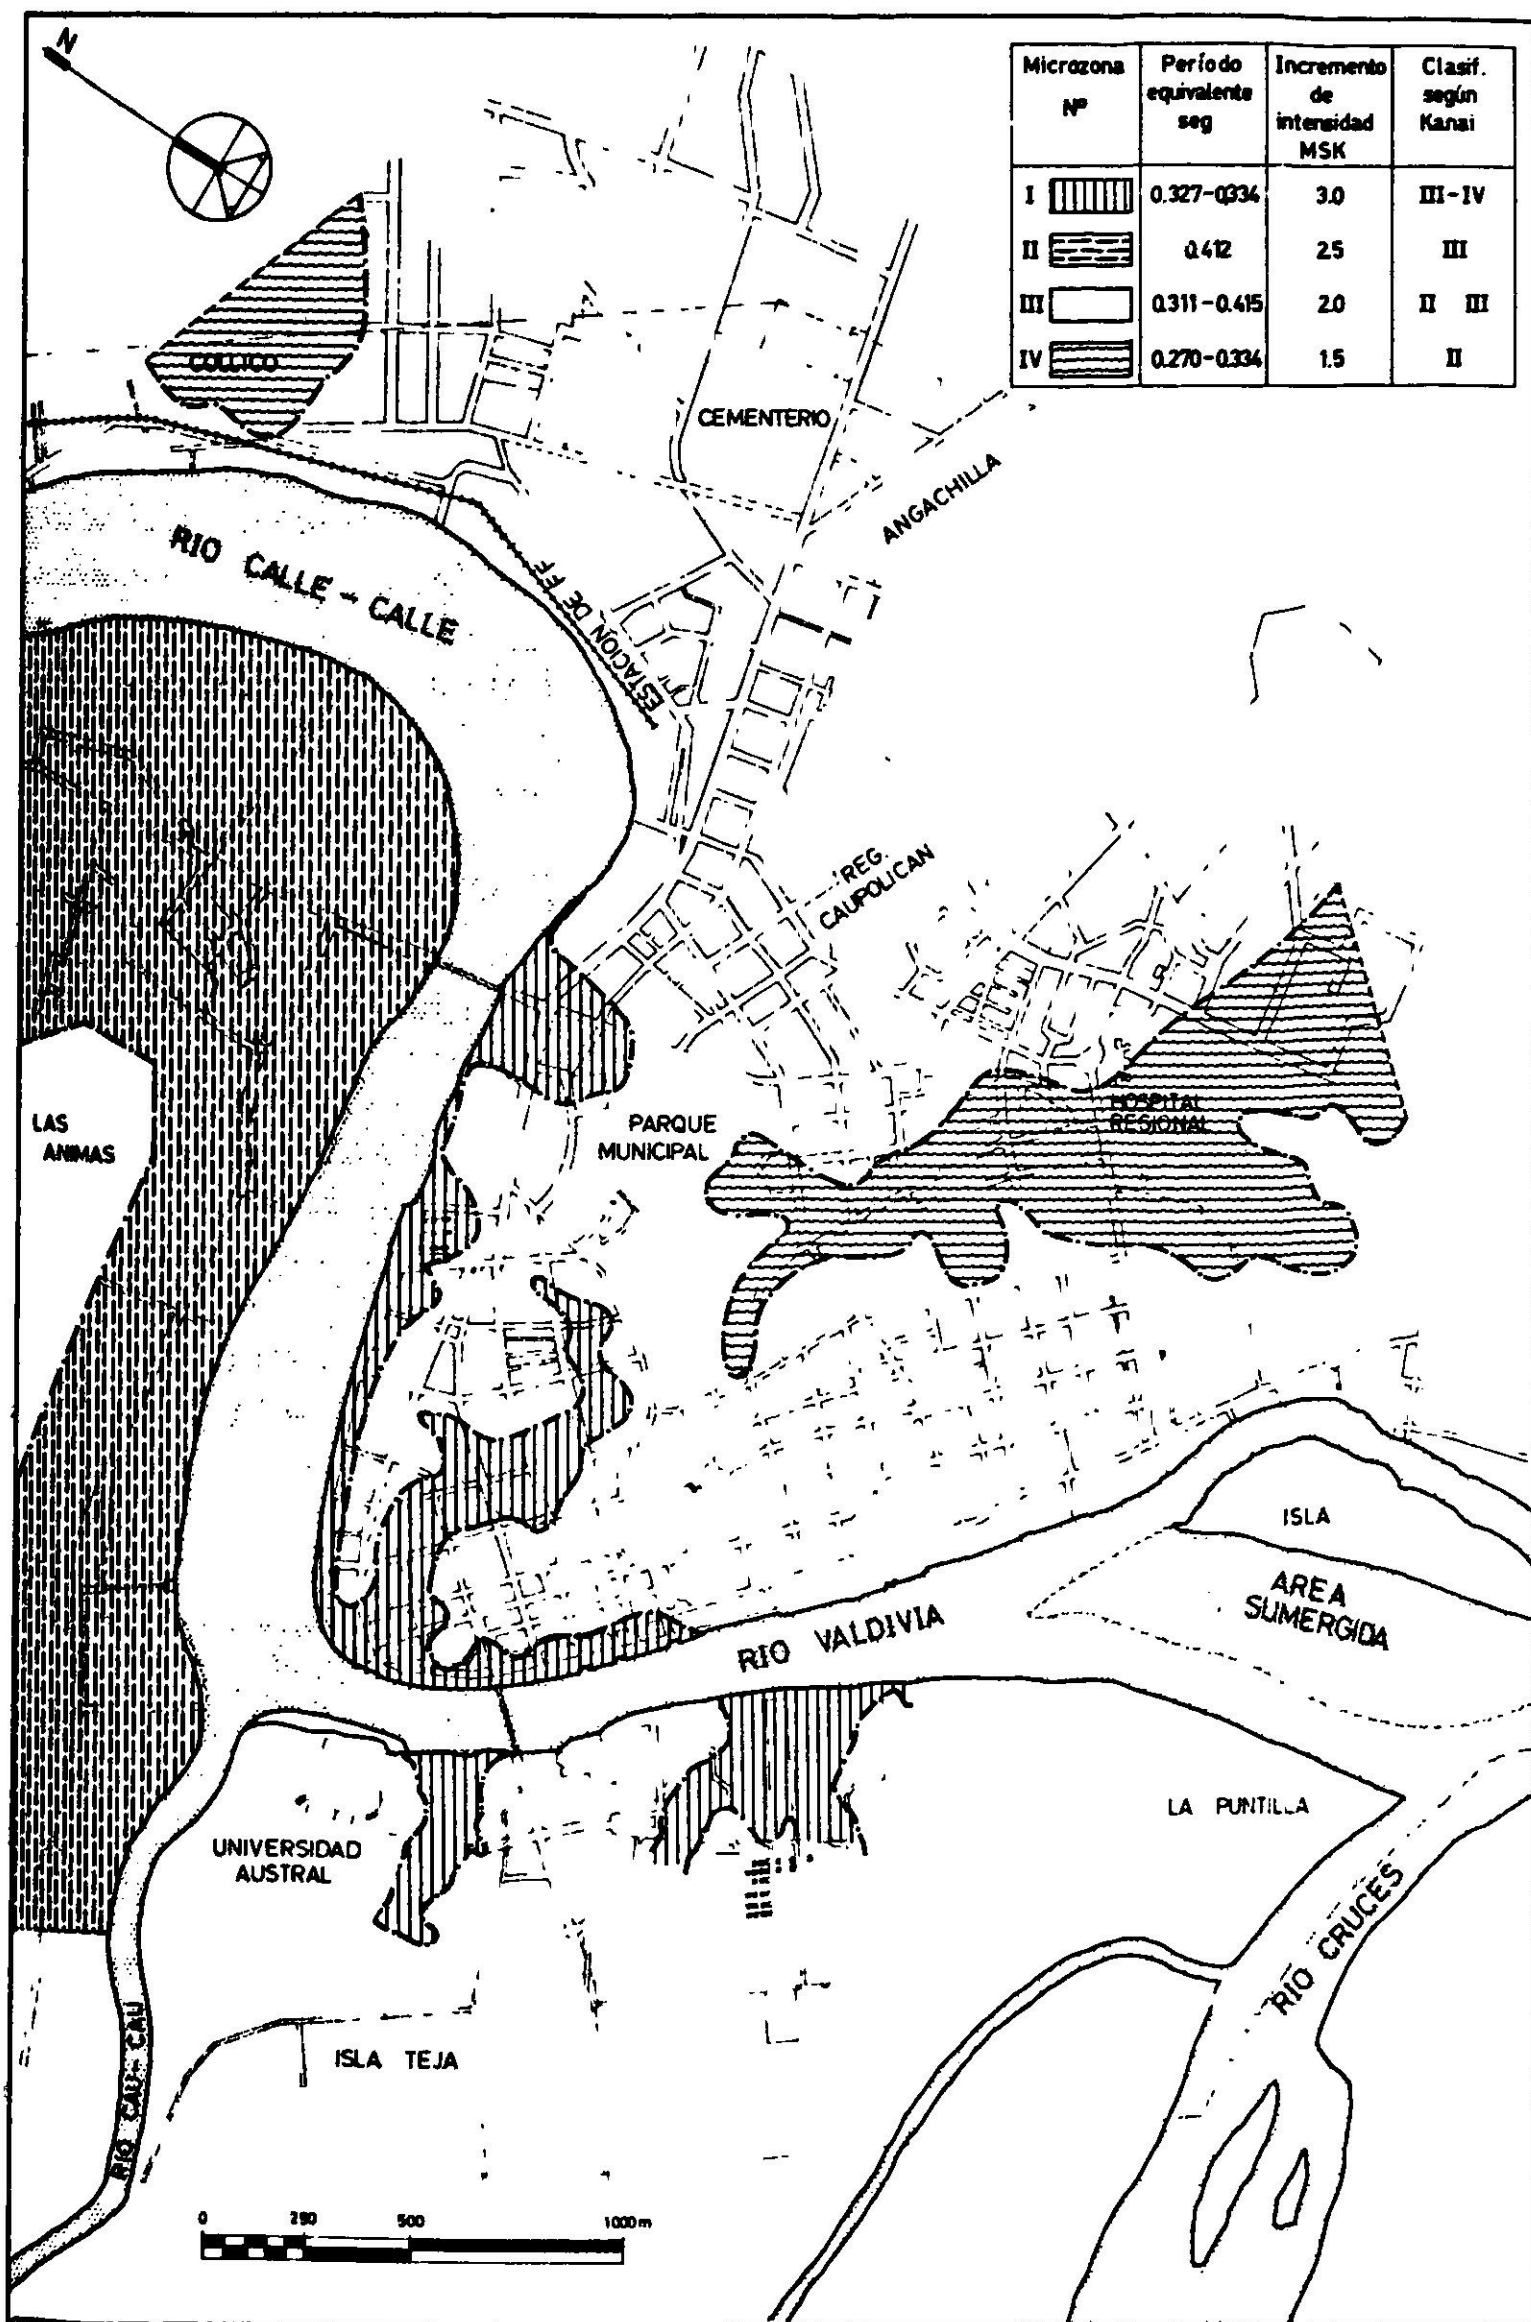 N
Microzona Nº
Período equivalente seg
Incremento de intensidad MSK
Clasif. según Kanai
I 0.327-0.334 3.0 III-IV
II 0.412 2.5 III
III 0.311-0.415 2.0 II III
IV 0.270-0.334 1.5 II
COLLICO
CEMENTERIO
ANGACHILLA
RIO CALLE - CALLE
ESTACION DE FF
REG.
CAUPOLICAN
LAS
ANIMAS
PARQUE
MUNICIPAL
HOSPITAL
REGIONAL
ISLA
AREA
SUMERGIDA
RIO VALDIVIA
LA PUNTILLA
UNIVERSIDAD
AUSTRAL
RIO CRUCES
ISLA TEJA
RIO CAU-CAU
0 250 500 1000m